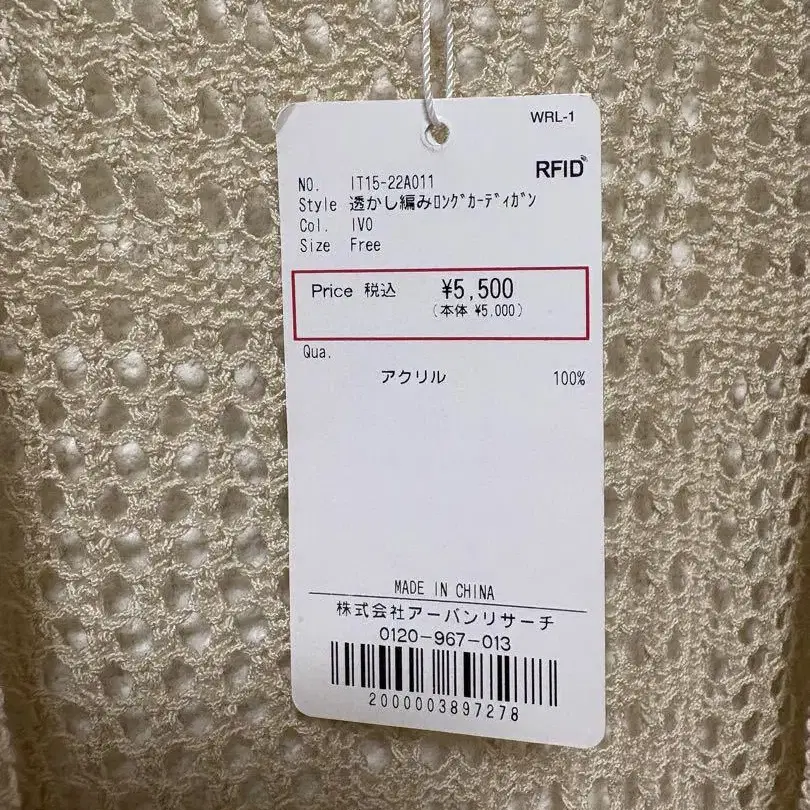 WRL-1
RFID
NO. IT15-22A011
Style 透かし編みﾛﾝｸﾞｶｰﾃﾞｨｶﾞﾝ
Col. IVO
Size Free
Price 税込 ¥5,500
(本体 ¥5,000)
Qua.
アクリル 100%
MADE IN CHINA
株式会社アーバンリサーチ
0120-967-013
2000003897278